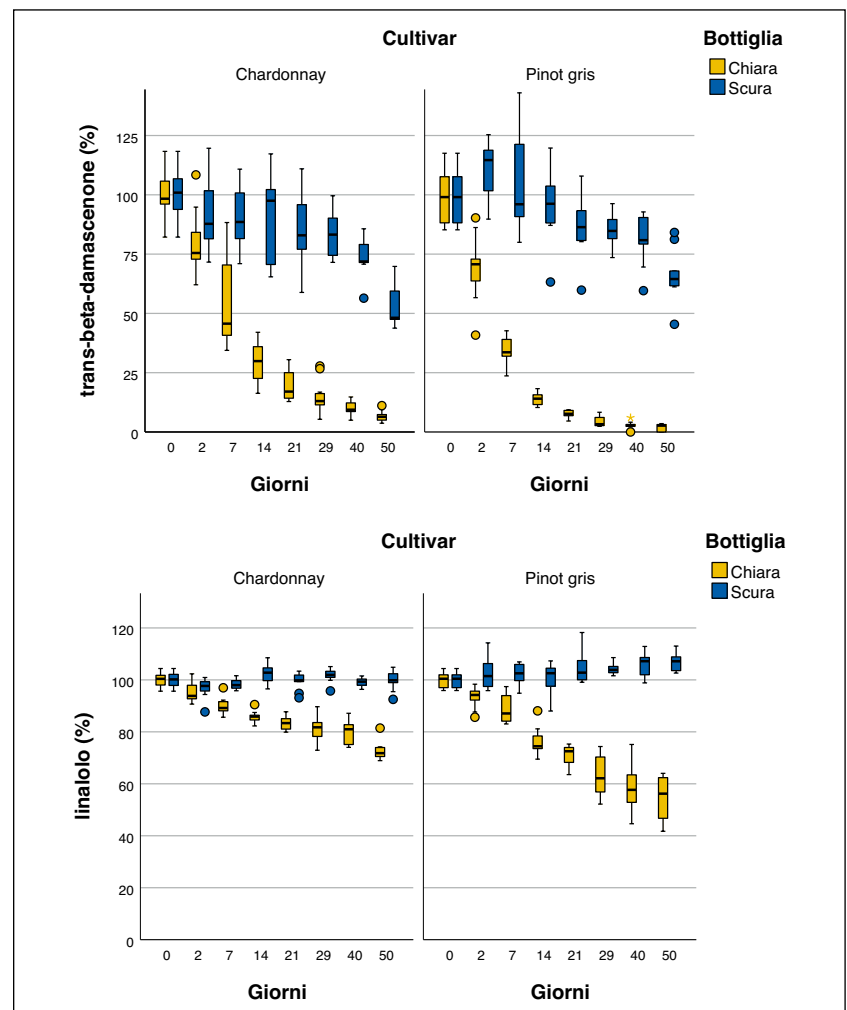 Cultivar
Bottiglia
Chardonnay
Pinot gris
Chiara
Scura
trans-beta-damascenone (%)
125
100
75
50
25
0
0 2 7 14 21 29 40 50
0 2 7 14 21 29 40 50
Giorni
Giorni
Cultivar
Bottiglia
Chardonnay
Pinot gris
Chiara
Scura
linalolo (%)
120
100
80
60
40
20
0
0 2 7 14 21 29 40 50
0 2 7 14 21 29 40 50
Giorni
Giorni